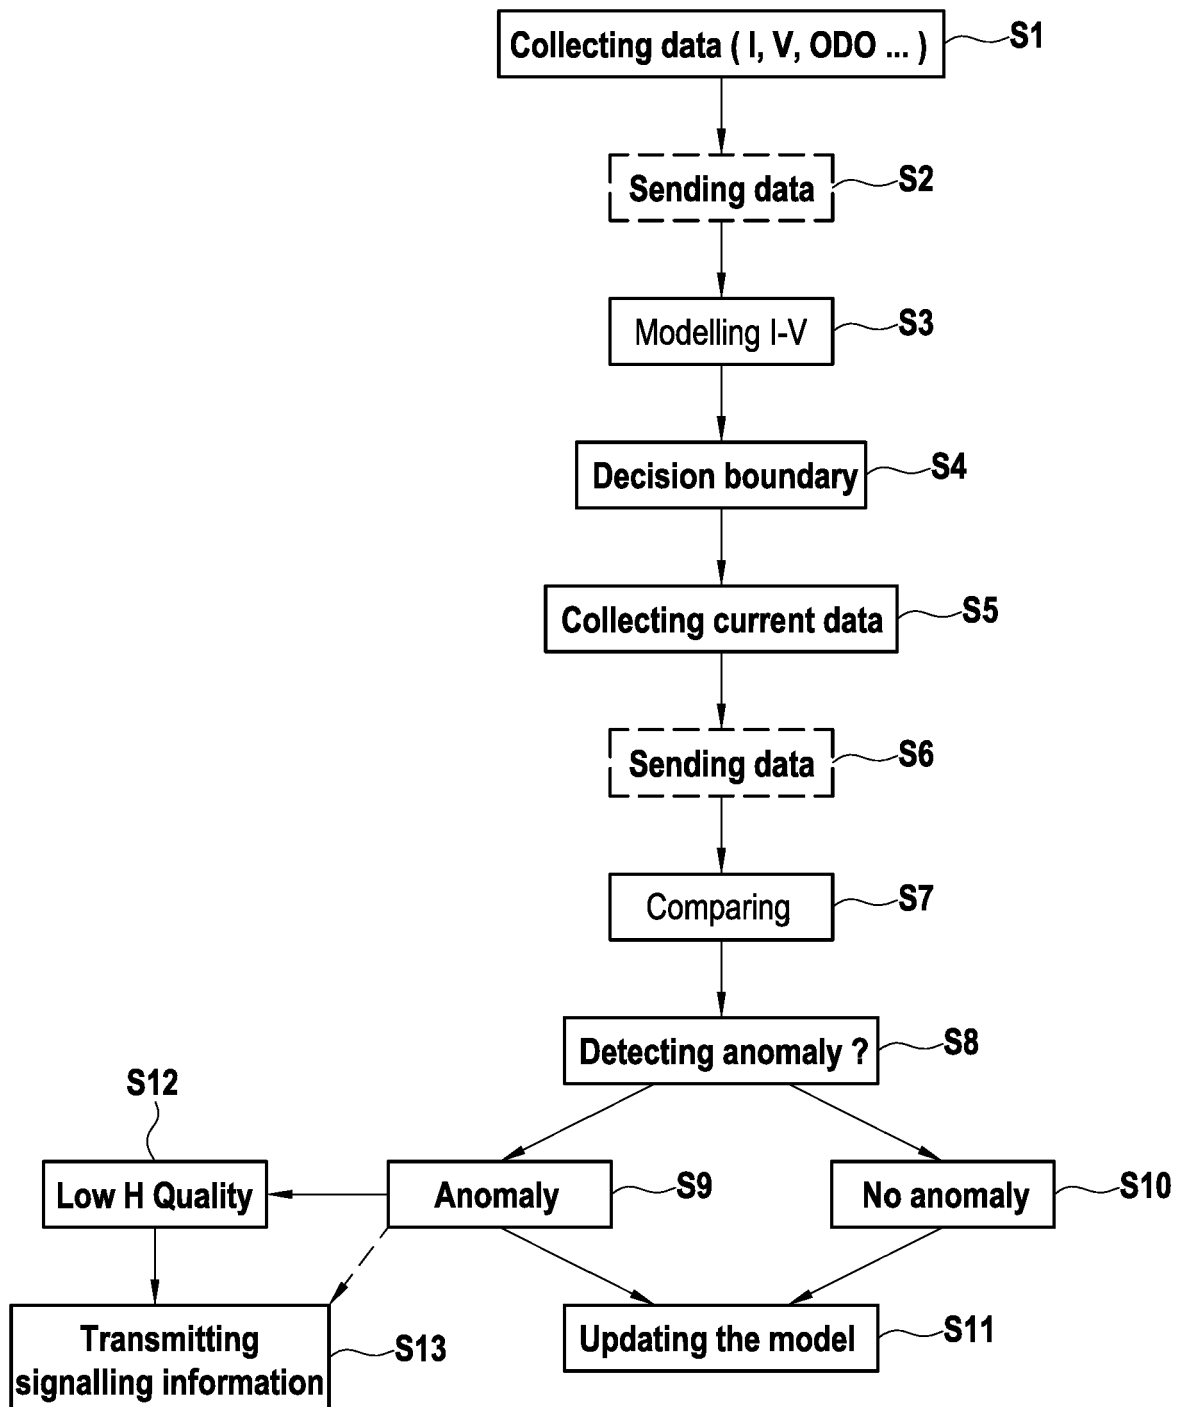 Collecting data ( I, V, ODO ... )
S1
Sending data
S2
Modelling I-V
S3
Decision boundary
S4
Collecting current data
S5
Sending data
S6
Comparing
S7
Detecting anomaly ?
S8
S12
Low H Quality
Anomaly
S9
No anomaly
S10
Transmitting
signalling information
S13
Updating the model
S11